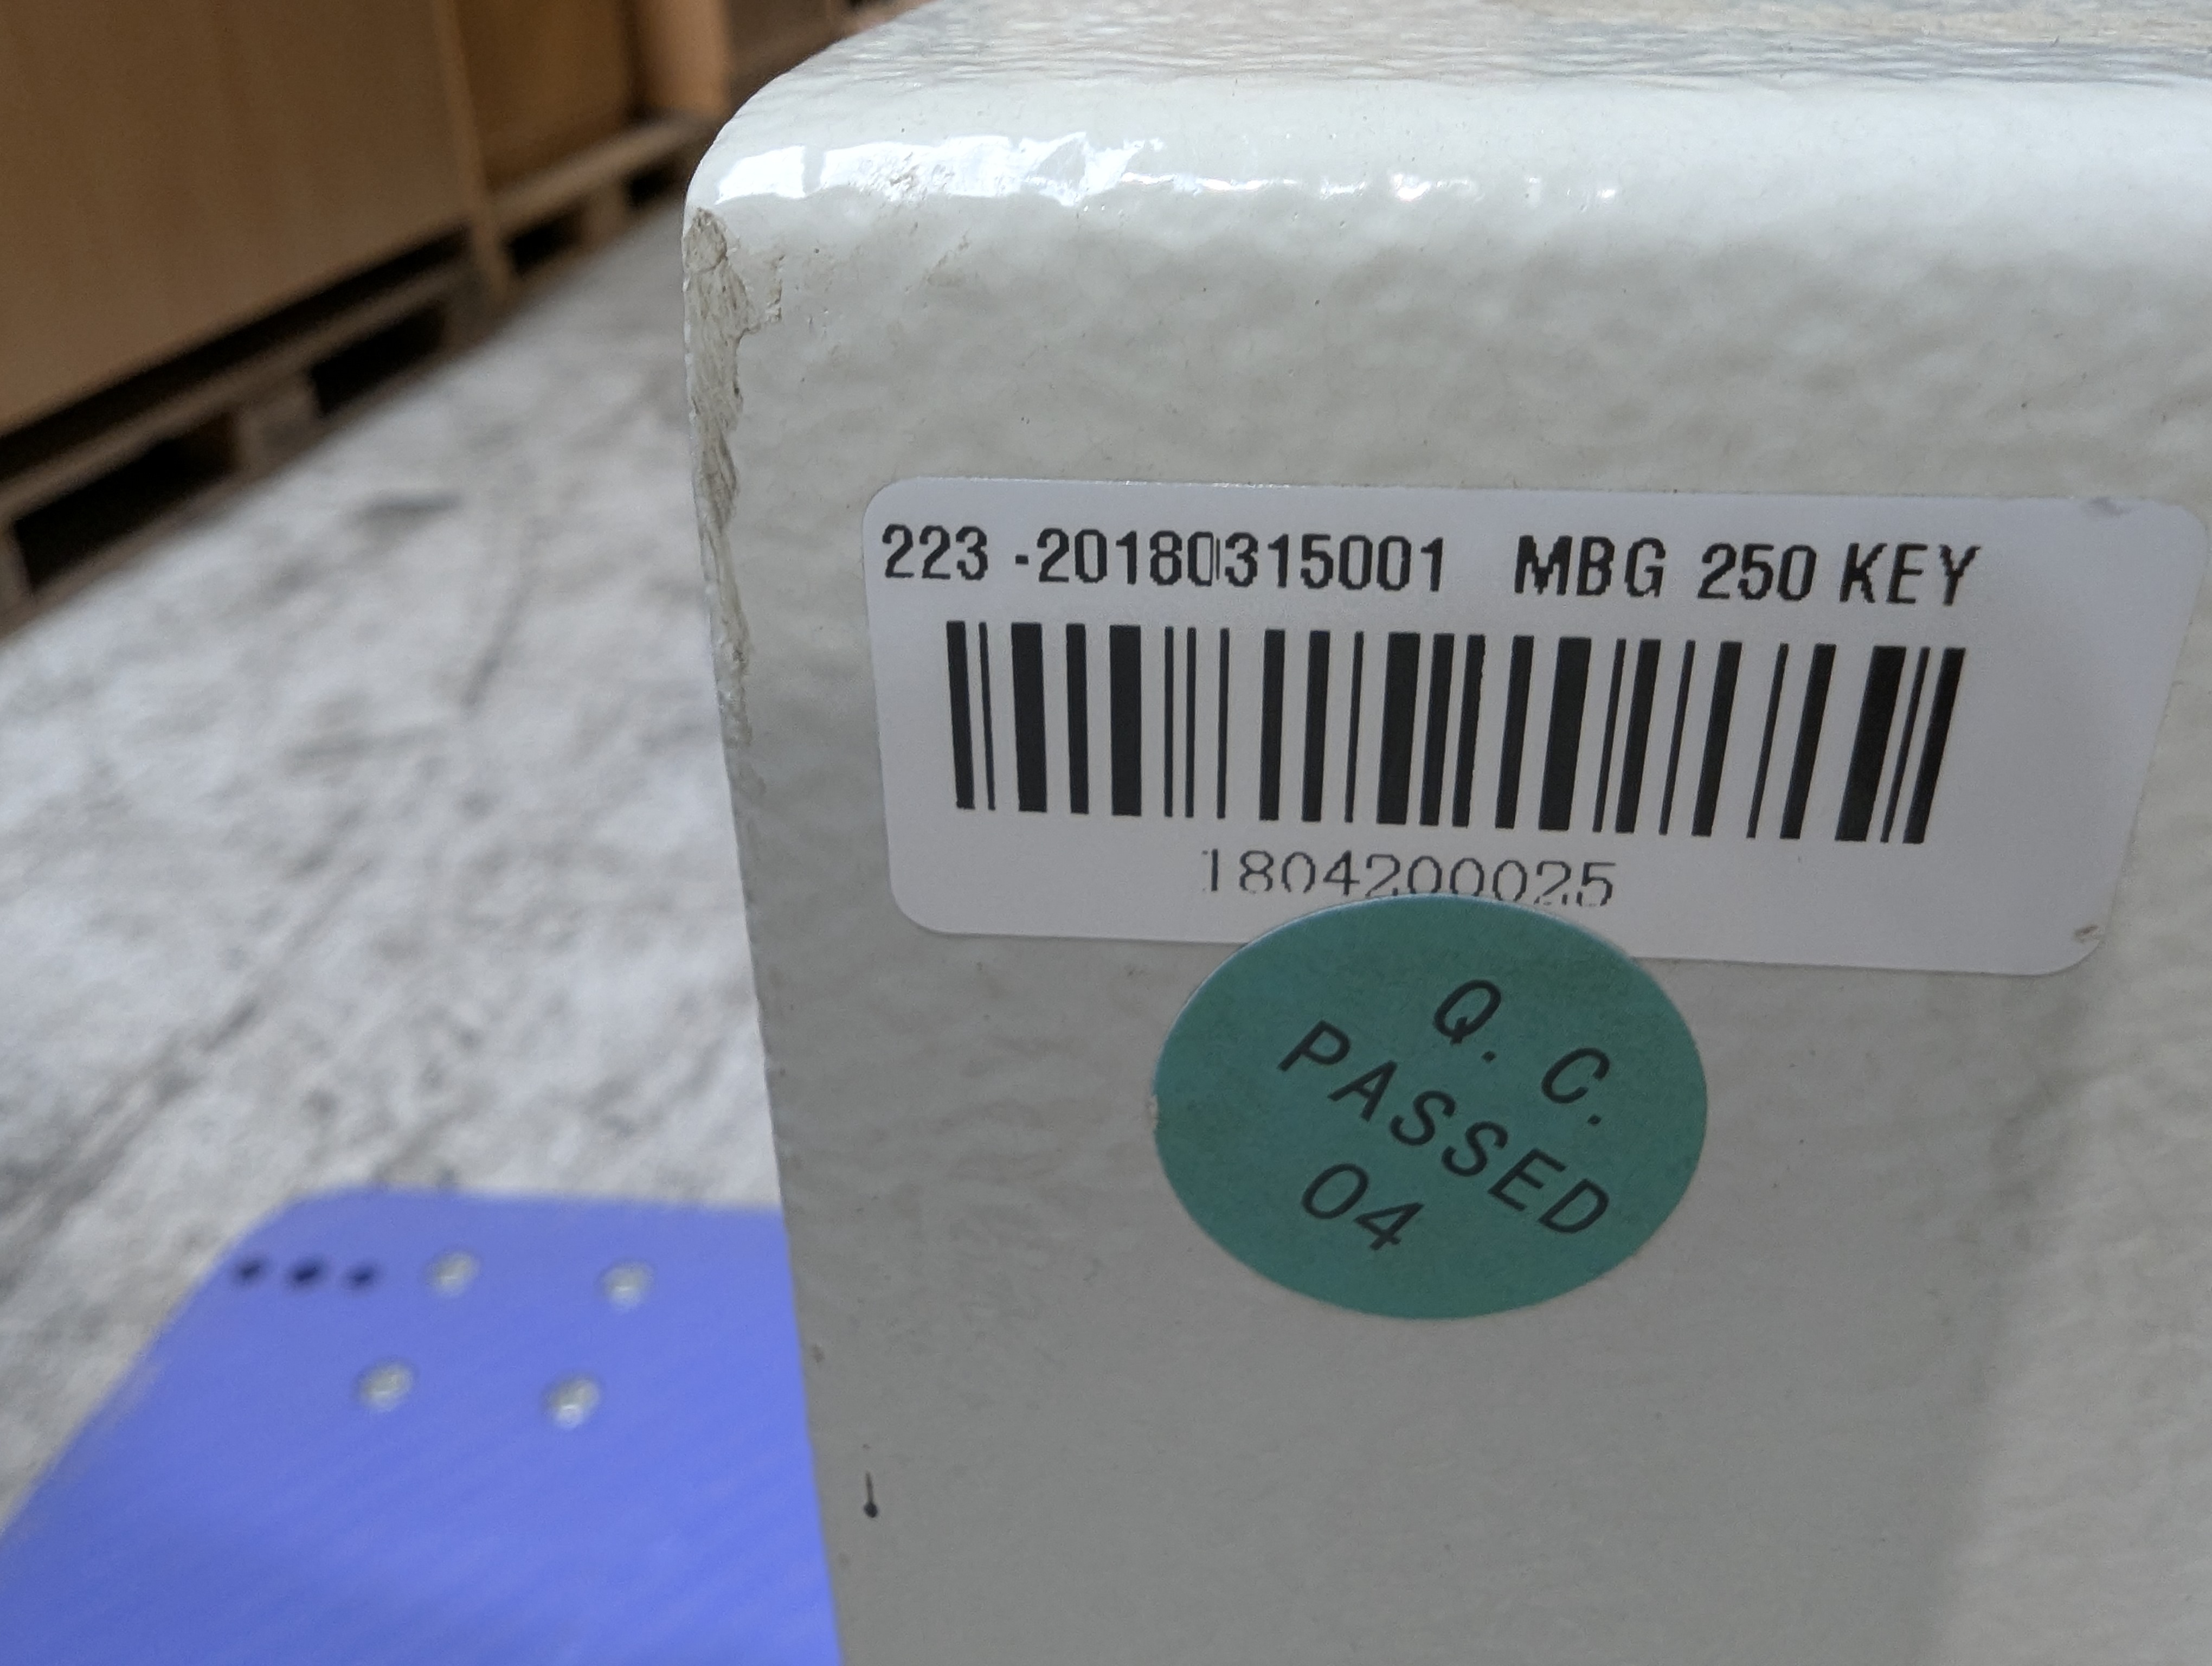 223 -20180315001 MBG 250 KEY
1804200025
Q. C.
PASSED
04